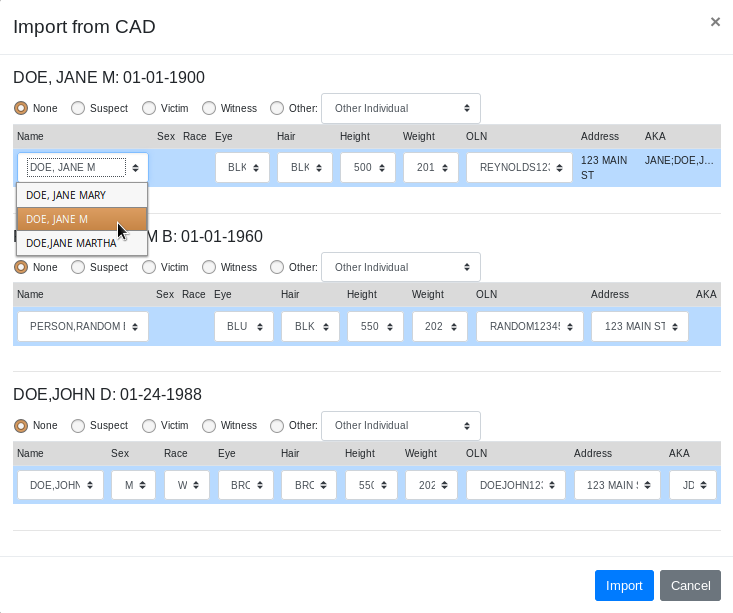 Import from CAD ×
DOE, JANE M: 01-01-1900
None Suspect Victim Witness Other: Other Individual
Name Sex Race Eye Hair Height Weight OLN Address AKA
DOE, JANE M BLK BLK 500 201 REYNOLDS123 123 MAIN ST JANE;DOE,J...
DOE, JANE MARY
DOE, JANE M
DOE,JANE MARTHA
M B: 01-01-1960
None Suspect Victim Witness Other: Other Individual
Name Sex Race Eye Hair Height Weight OLN Address AKA
PERSON,RANDOM BLU BLK 550 202 RANDOM1234 123 MAIN ST
DOE,JOHN D: 01-24-1988
None Suspect Victim Witness Other: Other Individual
Name Sex Race Eye Hair Height Weight OLN Address AKA
DOE,JOHN M W BRO BRO 550 202 DOEJOHN123 123 MAIN JD
Import Cancel